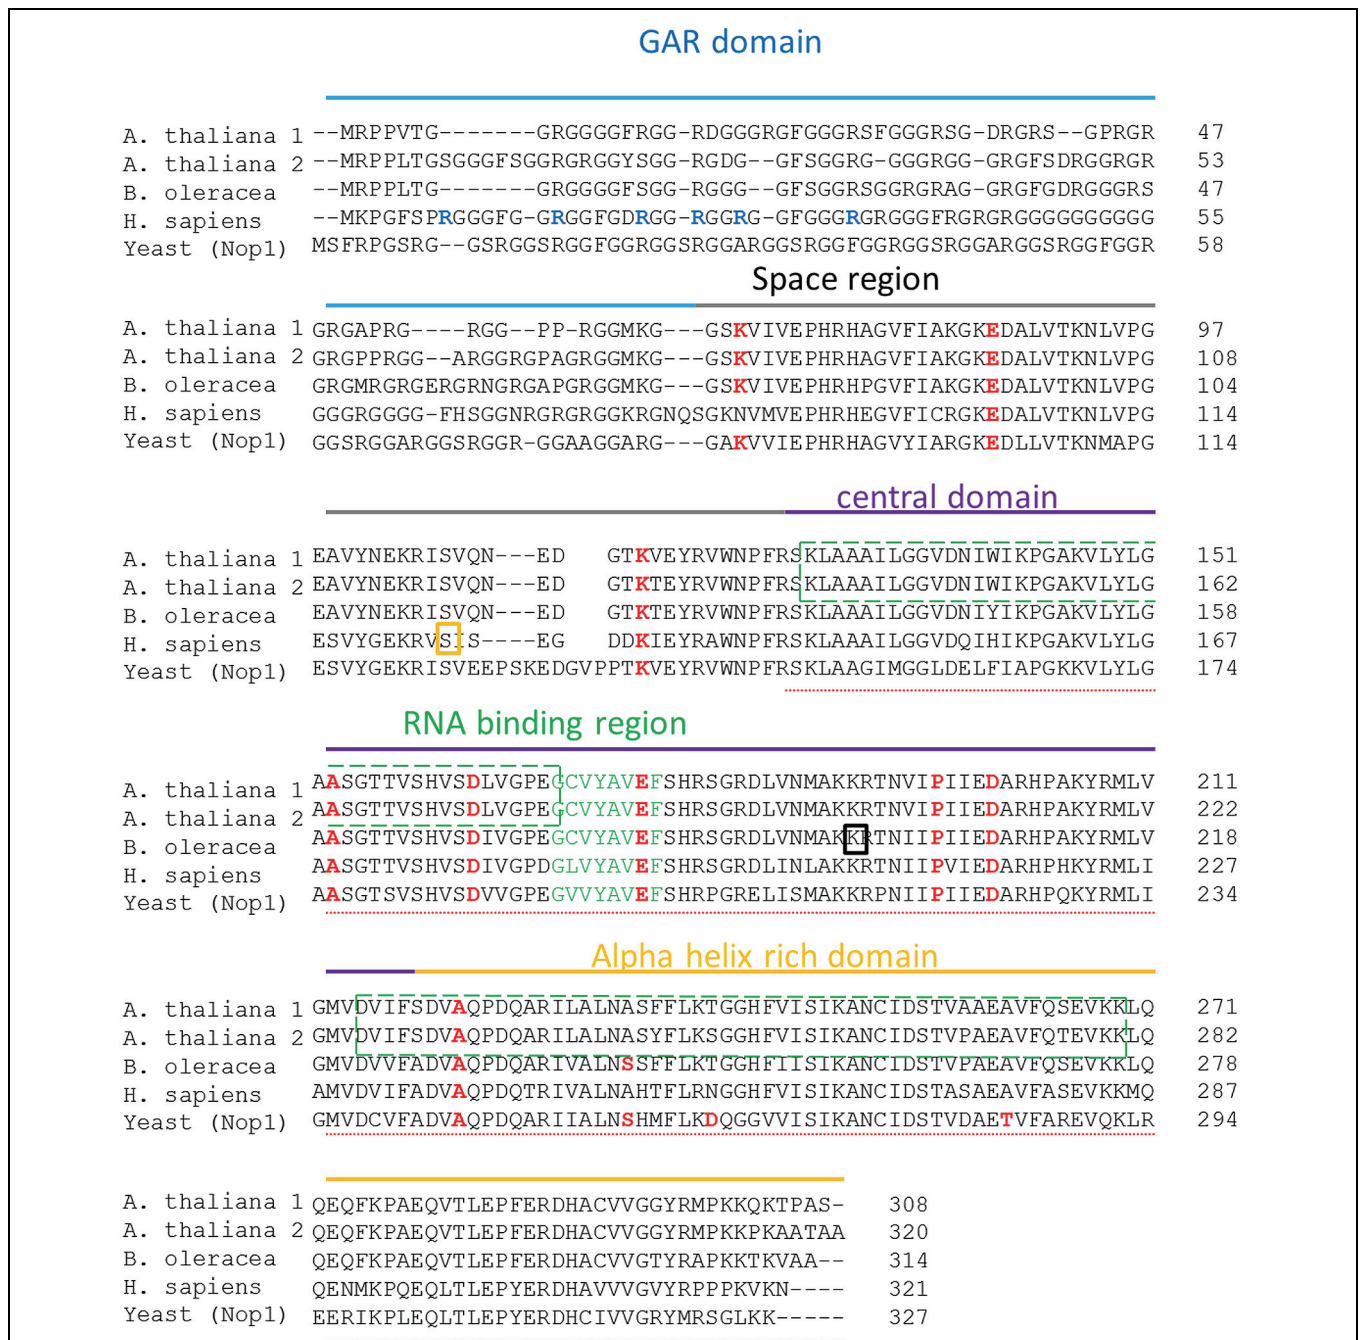 GAR domain
A. thaliana 1 --MRPPVTG-------GRGGGGFRGG-RDGGGRGFGGGRSFGGGRSG-DRGRS--GPRGR 47
A. thaliana 2 --MRPPLTGSGGGFSGGRGRGGYSGG-RGDG--GFSGGRG-GGGRGG-GRGFSDRGGRGR 53
B. oleracea --MRPPLTG-------GRGGGGFSGG-RGGG--GFSGGRSGGRGRAG-GRGFGDRGGGRS 47
H. sapiens --MKPGFSPRGGGFG-GRGGFGDRGG-RGGRG-GFGGGRGRGGGFRGRGRGGGGGGGGGG 55
Yeast (Nop1) MSFRPGSRG--GSRGGSRGGFGGRGGSRGGARGGSRGGFGGRGGSRGGARGGSRGGFGGR 58
Space region
A. thaliana 1 GRGAPRG----RGG--PP-RGGMKG---GSKVIVEPHRHAGVFIAKGKEDALVTKNLVPG 97
A. thaliana 2 GRGPPRGG--ARGGRGPAGRGGMKG---GSKVIVEPHRHAGVFIAKGKEDALVTKNLVPG 108
B. oleracea GRGMRGRGERGRNGRGAPGRGGMKG---GSKVIVEPHRHPGVFIAKGKEDALVTKNLVPG 104
H. sapiens GGGRGGGG-FHSGGNRGRGRGGKRGNQSGKNVMVEPHRHEGVFICRGKEDALVTKNLVPG 114
Yeast (Nop1) GGSRGGARGGSRGGR-GGAAGGARG---GAKVVIEPHRHAGVYIARGKEDLLVTKNMAPG 114
central domain
A. thaliana 1 EAVYNEKRISVQN---ED   GTKVEYRVWNPFRSKLAAAILGGVDNIWIKPGAKVLYLG 151
A. thaliana 2 EAVYNEKRISVQN---ED   GTKTEYRVWNPFRSKLAAAILGGVDNIWIKPGAKVLYLG 162
B. oleracea EAVYNEKRISVQN---ED   GTKTEYRVWNPFRSKLAAAILGGVDNIYIKPGAKVLYLG 158
H. sapiens ESVYGEKRVSIS----EG   DDKIEYRAWNPFRSKLAAAILGGVDQIHIKPGAKVLYLG 167
Yeast (Nop1) ESVYGEKRISVEEPSKEDGVPPTKVEYRVWNPFRSKLAAGIMGGLDELFIAPGKKVLYLG 174
RNA binding region
A. thaliana 1 AASGTTVSHVSDLVGPEGCVYAVEFSHRSGRDLVNMAKKRTNVIPIIEDARHPAKYRMLV 211
A. thaliana 2 AASGTTVSHVSDLVGPEGCVYAVEFSHRSGRDLVNMAKKRTNVIPIIEDARHPAKYRMLV 222
B. oleracea AASGTTVSHVSDIVGPEGCVYAVEFSHRSGRDLVNMAKKRTNIIPIIEDARHPAKYRMLV 218
H. sapiens AASGTTVSHVSDIVGPDGLVYAVEFSHRSGRDLINLAKKRTNIIPVIEDARHPHKYRMLI 227
Yeast (Nop1) AASGTSVSHVSDVVGPEGVVYAVEFSHRPGRELISMAKKRPNIIPIIEDARHPQKYRMLI 234
Alpha helix rich domain
A. thaliana 1 GMVDVIFSDVAQPDQARILALNASFFLKTGGHFVISIKANCIDSTVAAEAVFQSEVKKLQ 271
A. thaliana 2 GMVDVIFSDVAQPDQARILALNASYFLKSGGHFVISIKANCIDSTVPAEAVFQTEVKKLQ 282
B. oleracea GMVDVVFADVAQPDQARIVALNSSFFLKTGGHFIISIKANCIDSTVPAEAVFQSEVKKLQ 278
H. sapiens AMVDVIFADVAQPDQTRIVALNAHTFLRNGGHFVISIKANCIDSTASAEAVFASEVKKMQ 287
Yeast (Nop1) GMVDCVFADVAQPDQARIIALNSHMFLKDQGGVVISIKANCIDSTVDAETVFAREVQKLR 294
A. thaliana 1 QEQFKPAEQVTLEPFERDHACVVGGYRMPKKQKTPAS- 308
A. thaliana 2 QEQFKPAEQVTLEPFERDHACVVGGYRMPKKPKAATAA 320
B. oleracea QEQFKPAEQVTLEPFERDHACVVGTYRAPKKTKVAA-- 314
H. sapiens QENMKPQEQLTLEPYERDHAVVVGVYRPPPKVKN---- 321
Yeast (Nop1) EERIKPLEQLTLEPYERDHCIVVGRYMRSGLKK----- 327